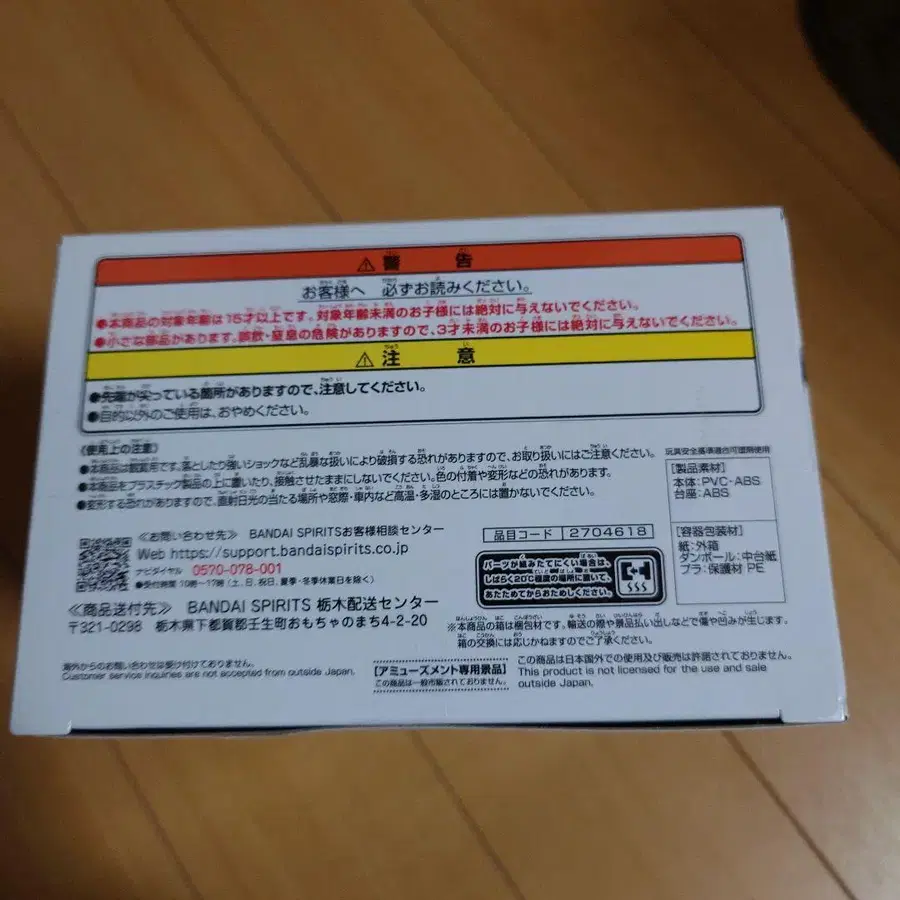 ⚠警告
お客様へ 必ずお読みください。
●本商品の対象年齢は15才以上です。対象年齢未満のお子様には絶対に与えないでください。
●小さな部品があります。誤飲・窒息の危険がありますので、3才未満のお子様には絶対に与えないでください。
⚠注意
●先端が尖っている箇所がありますので、注意してください。
●目的以外のご使用は、おやめください。
《使用上の注意》
●本商品は観賞用です。落としたり強いショックなど乱暴な扱いにより破損する恐れがありますので、お取り扱いにはご注意ください。
●本商品をプラスチック製品の上に置いたり、接触させたままにしないでください。色の付着や変形などの恐れがあります。
●変形する恐れがありますので、直射日光の当たる場所や窓際・車内など高温・多湿のところには置かないでください。
玩具安全基準適合可塑剤使用
[製品素材]
本体:PVC・ABS
台座:ABS
[容器包装材]
紙:外箱
ダンボール:中台紙
プラ:保護材 PE
≪お問い合わせ先≫ BANDAI SPIRITSお客様相談センター
Web https://support.bandaispirits.co.jp
ナビダイヤル 0570-078-001
●受付時間 10時〜17時(土、日、祝日、夏季・冬季休業日を除く)
品目コード 2704618
パーツが組みたてにくい場合は、
しばらく20℃程度の場所に置いて、
あたためてからおためしください。
≪商品送付先≫ BANDAI SPIRITS 栃木配送センター
〒321-0298 栃木県下都賀郡壬生町おもちゃのまち4-2-20
※本商品の箱は梱包材です。輸送の際や景品払い出しなどで傷や凹みが生じます。
箱の交換には応じかねますのでご了承ください。
海外からのお問い合わせは受け付けておりません。
Customer service inquiries are not accepted from outside Japan.
[アミューズメント専用景品]
この商品は一般市販されておりません。
この商品は日本国外での使用及び販売は許諾されておりません。
This product is not licensed for the use and sale
outside Japan.